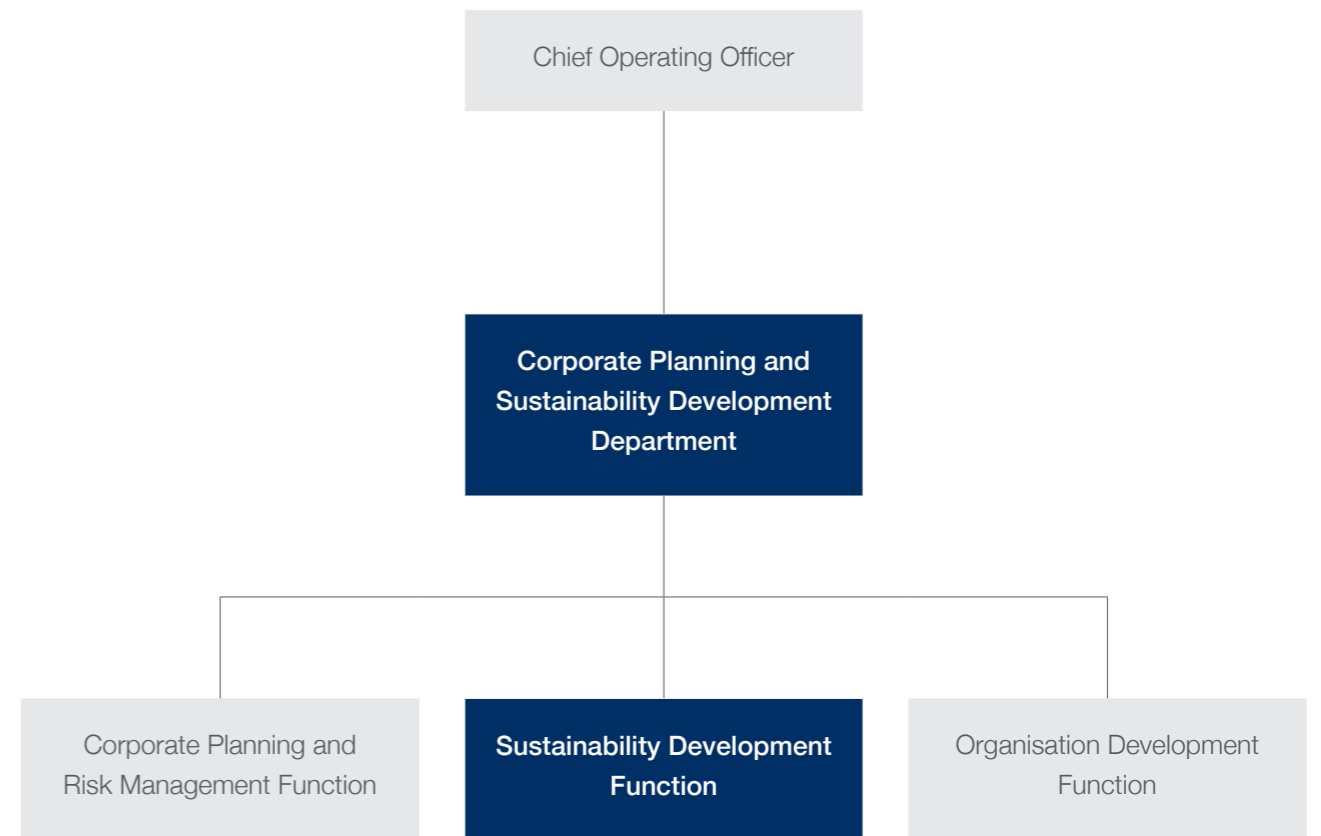 Chief Operating Officer
Corporate Planning and
Sustainability Development
Department
Corporate Planning and
Risk Management Function
Sustainability Development
Function
Organisation Development
Function